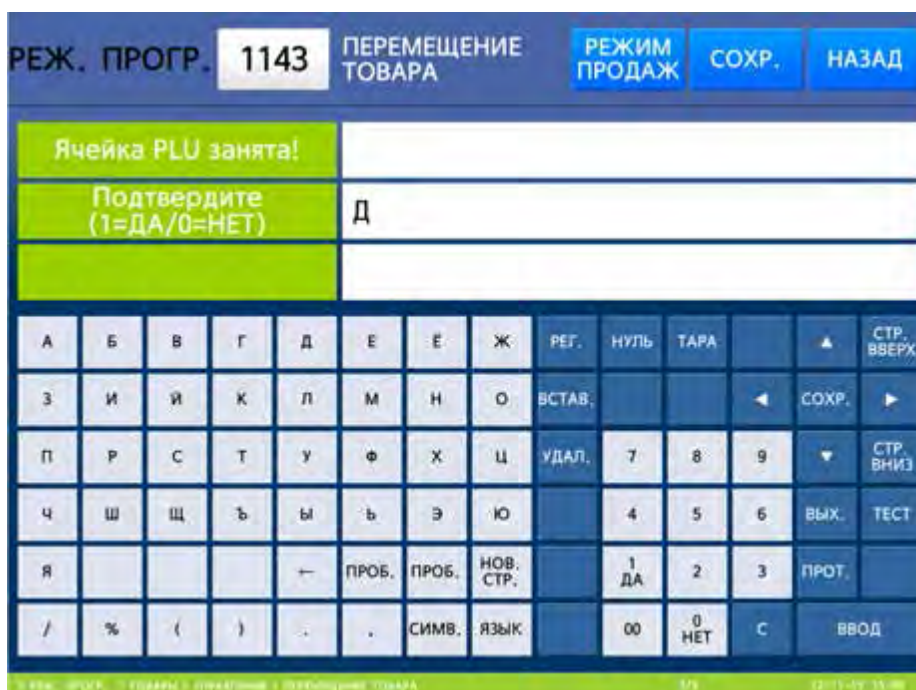 РЕЖ. ПРОГР. 1143 ПЕРЕМЕЩЕНИЕ ТОВАРА РЕЖИМ ПРОДАЖ СОХР. НАЗАД
Ячейка PLU занята!
Подтвердите
(1=ДА/0=НЕТ) Д
А Б В Г Д Е Ё Ж РЕГ. НУЛЬ ТАРА ▲ СТР. ВВЕРХ
З И Й К Л М Н О ВСТАВ. ◄ СОХР. ►
П Р С Т У Ф Х Ц УДАЛ. 7 8 9 ▼ СТР. ВНИЗ
Ч Ш Щ Ъ Ы Ь Э Ю 4 5 6 ВЫХ. ТЕСТ
Я ← ПРОБ. ПРОБ. НОВ. СТР. 1 ДА 2 3 ПРОТ.
/ % ( ) . , СИМВ. ЯЗЫК 00 0 НЕТ С ВВОД
ПЕРЕМЕЩЕНИЕ ТОВАРА